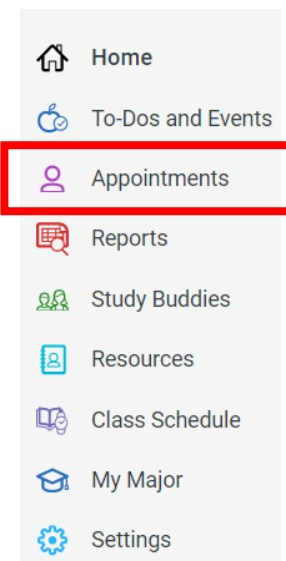 Home
To-Dos and Events
Appointments
Reports
Study Buddies
Resources
Class Schedule
My Major
Settings